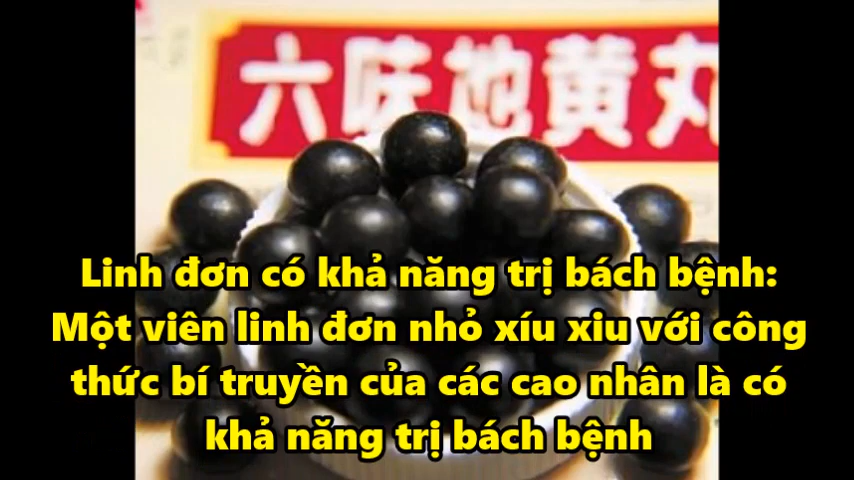 六味地黄丸
Linh đơn có khả năng trị bách bệnh:
Một viên linh đơn nhỏ xíu xiu với công
thức bí truyền của các cao nhân là có
khả năng trị bách bệnh